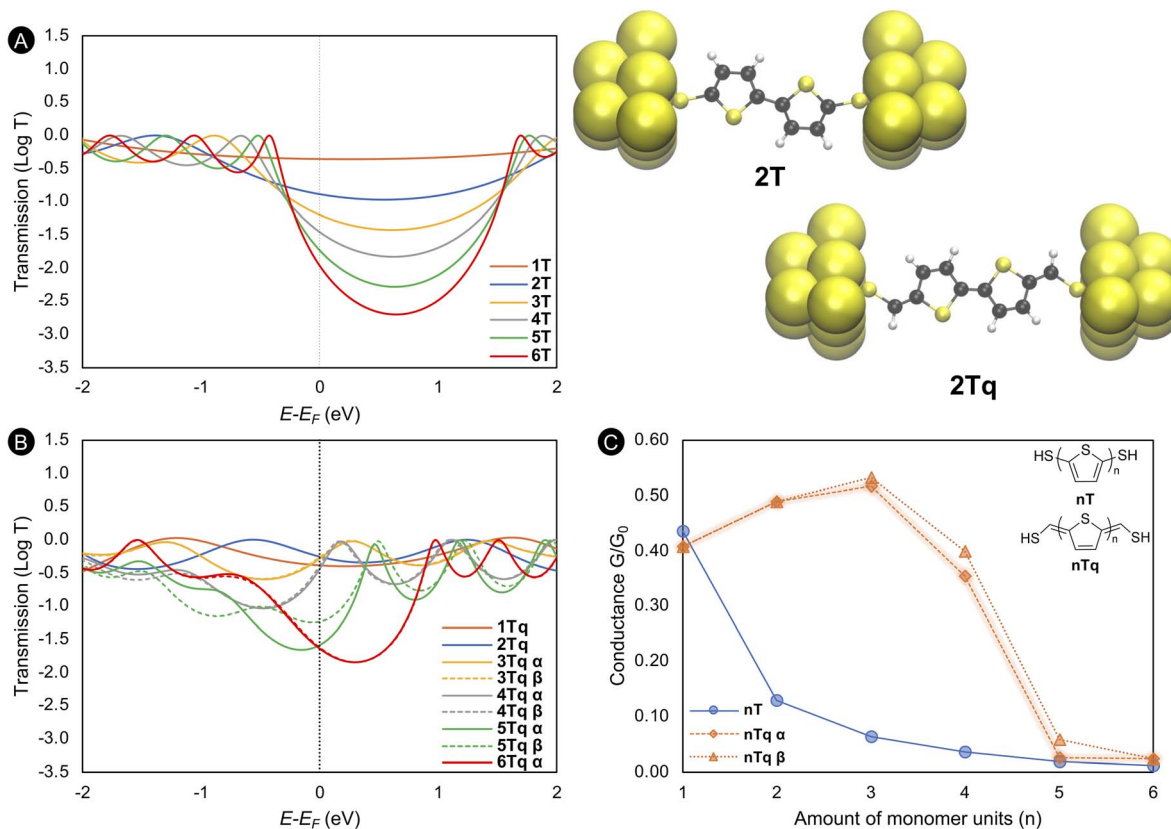 A
1.5
1.0
0.5
0.0
-0.5
-1.0
-1.5
-2.0
-2.5
-3.0
-3.5
Transmission (Log T)
-2
-1
0
1
2
E-EF (eV)
1T
2T
3T
4T
5T
6T
2T
2Tq
B
1.5
1.0
0.5
0.0
-0.5
-1.0
-1.5
-2.0
-2.5
-3.0
-3.5
Transmission (Log T)
-2
-1
0
1
2
E-EF (eV)
1Tq
2Tq
3Tq α
3Tq β
4Tq α
4Tq β
5Tq α
5Tq β
6Tq α
C
0.60
0.50
0.40
0.30
0.20
0.10
0.00
Conductance G/G0
1
2
3
4
5
6
Amount of monomer units (n)
nT
nTq α
nTq β
S
HS
SH
n
nT
S
HS
SH
n
nTq